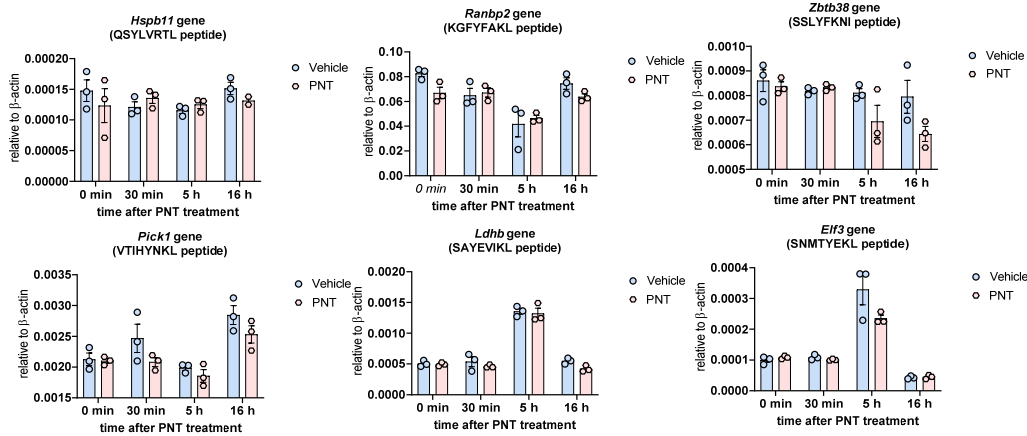 Hspb11 gene
(QSYLVRTL peptide)
relative to β-actin
0.00020
0.00015
0.00010
0.00005
0.00000
0 min 30 min 5 h 16 h
time after PNT treatment
Vehicle
PNT
Ranbp2 gene
(KGFYFAKL peptide)
relative to β-actin
0.10
0.08
0.06
0.04
0.02
0.00
0 min 30 min 5 h 16 h
time after PNT treatment
Vehicle
PNT
Zbtb38 gene
(SSLYFKNI peptide)
relative to β-actin
0.0010
0.0009
0.0008
0.0007
0.0006
0.0005
0 min 30 min 5 h 16 h
time after PNT treatment
Vehicle
PNT
Pick1 gene
(VTIHYNKL peptide)
relative to β-actin
0.0035
0.0030
0.0025
0.0020
0.0015
0 min 30 min 5 h 16 h
time after PNT treatment
Vehicle
PNT
Ldhb gene
(SAYEVIKL peptide)
relative to β-actin
0.0020
0.0015
0.0010
0.0005
0.0000
0 min 30 min 5 h 16 h
time after PNT treatment
Vehicle
PNT
Elf3 gene
(SNMTYEKL peptide)
relative to β-actin
0.0004
0.0003
0.0002
0.0001
0.0000
0 min 30 min 5 h 16 h
time after PNT treatment
Vehicle
PNT